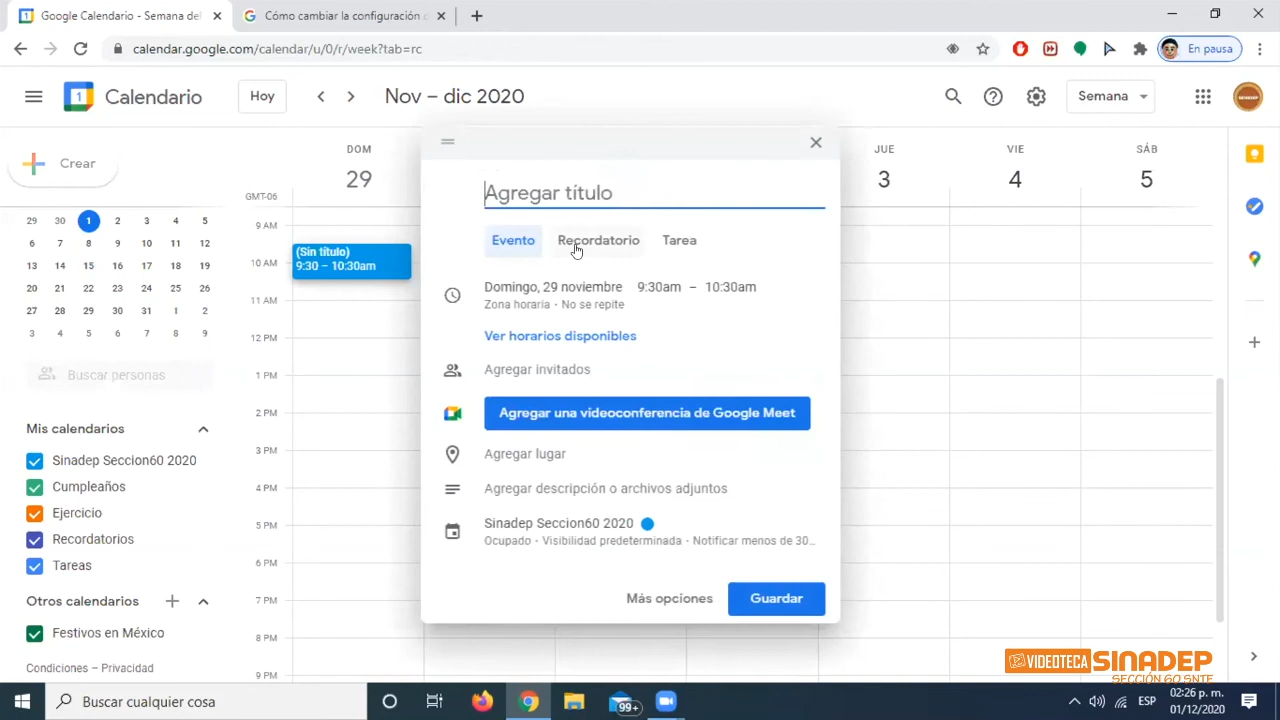 Google Calendario - Semana del
Cómo cambiar la configuración d
calendar.google.com/calendar/u/0/r/week?tab=rc
En pausa
1
Calendario
Hoy
Nov – dic 2020
Semana
SINADEP
Crear
DOM
JUE
VIE
SÁB
29
3
4
5
GMT-06
29 30 1 2 3 4 5
6 7 8 9 10 11 12
13 14 15 16 17 18 19
20 21 22 23 24 25 26
27 28 29 30 31 1 2
3 4 5 6 7 8 9
Buscar personas
Mis calendarios
Sinadep Seccion60 2020
Cumpleaños
Ejercicio
Recordatorios
Tareas
Otros calendarios
Festivos en México
Condiciones – Privacidad
9 AM
10 AM
11 AM
12 PM
1 PM
2 PM
3 PM
4 PM
5 PM
6 PM
7 PM
8 PM
9 PM
(Sin título)
9:30 – 10:30am
Agregar título
Evento Recordatorio Tarea
Domingo, 29 noviembre 9:30am – 10:30am
Zona horaria · No se repite
Ver horarios disponibles
Agregar invitados
Agregar una videoconferencia de Google Meet
Agregar lugar
Agregar descripción o archivos adjuntos
Sinadep Seccion60 2020
Ocupado · Visibilidad predeterminada · Notificar menos de 30...
Más opciones
Guardar
VIDEOTECA SINADEP
SECCIÓN 60 SNTE
Buscar cualquier cosa
99+
ESP
02:26 p. m.
01/12/2020